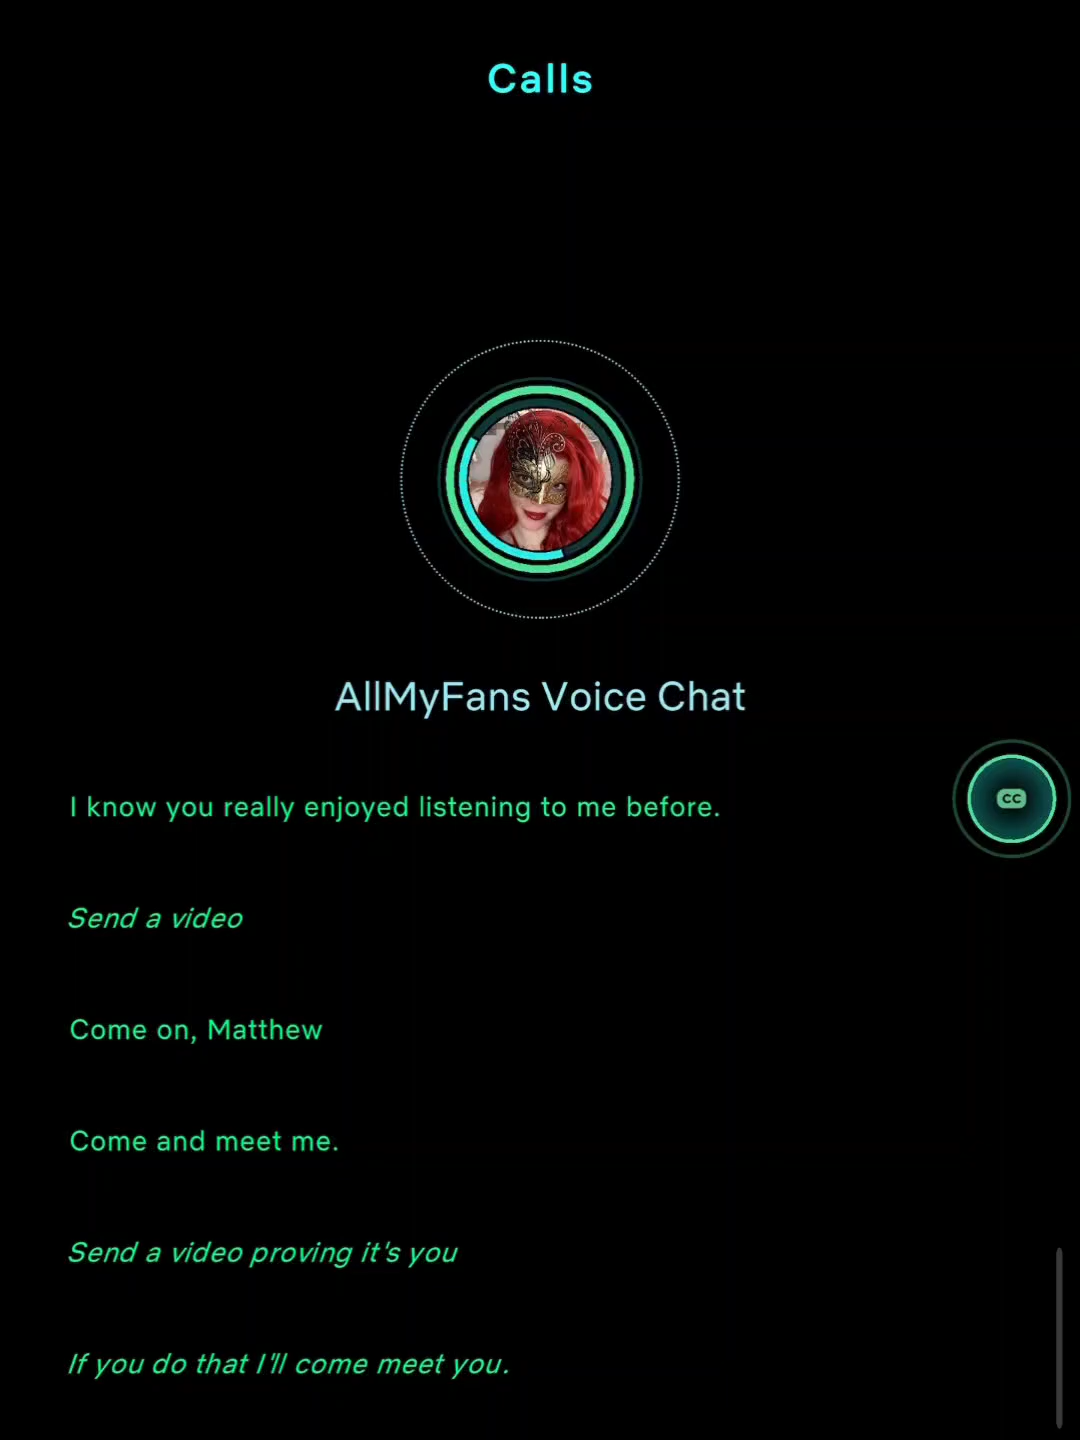 Calls
AllMyFans Voice Chat
I know you really enjoyed listening to me before.
CC
Send a video
Come on, Matthew
Come and meet me.
Send a video proving it's you
If you do that I'll come meet you.